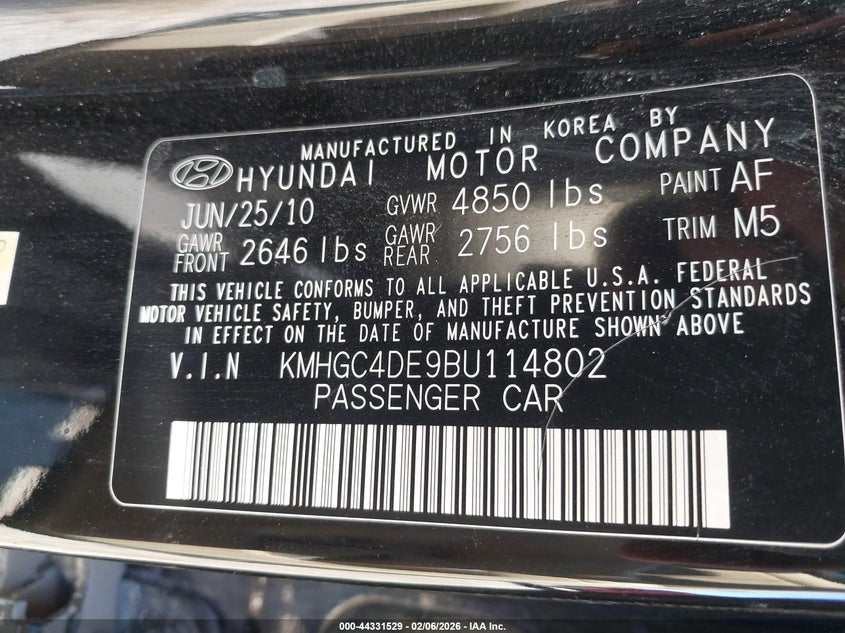 MANUFACTURED IN KOREA BY
HYUNDAI MOTOR COMPANY
JUN/25/10 GVWR 4850 lbs PAINT AF
GAWR FRONT 2646 lbs GAWR REAR 2756 lbs TRIM M5
THIS VEHICLE CONFORMS TO ALL APPLICABLE U.S.A. FEDERAL
MOTOR VEHICLE SAFETY, BUMPER, AND THEFT PREVENTION STANDARDS
IN EFFECT ON THE DATE OF MANUFACTURE SHOWN ABOVE
V.I.N KMHGC4DE9BU114802
PASSENGER CAR
000-44331529 - 02/06/2026 - IAA Inc.